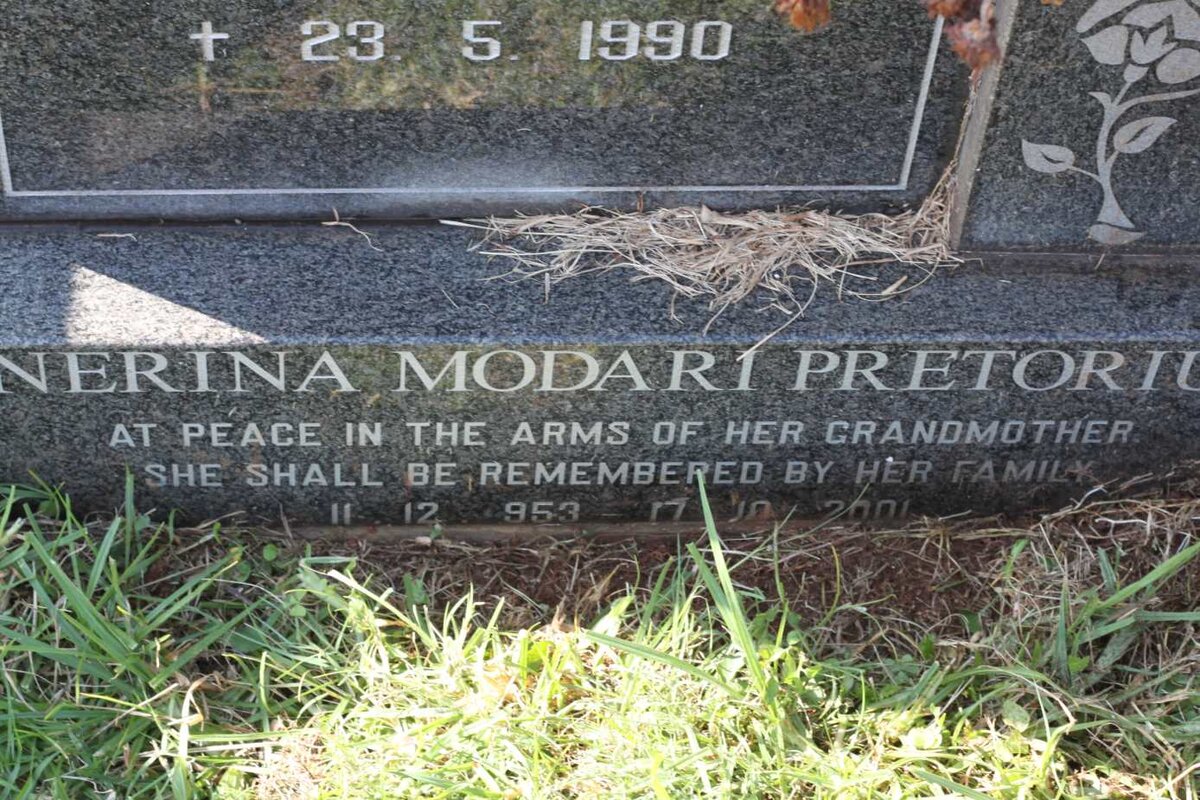 ✝ 23. 5. 1990
NERINA MODARI PRETORIU
AT PEACE IN THE ARMS OF HER GRANDMOTHER.
SHE SHALL BE REMEMBERED BY HER FAMILY
11 12 953 17 10 2001